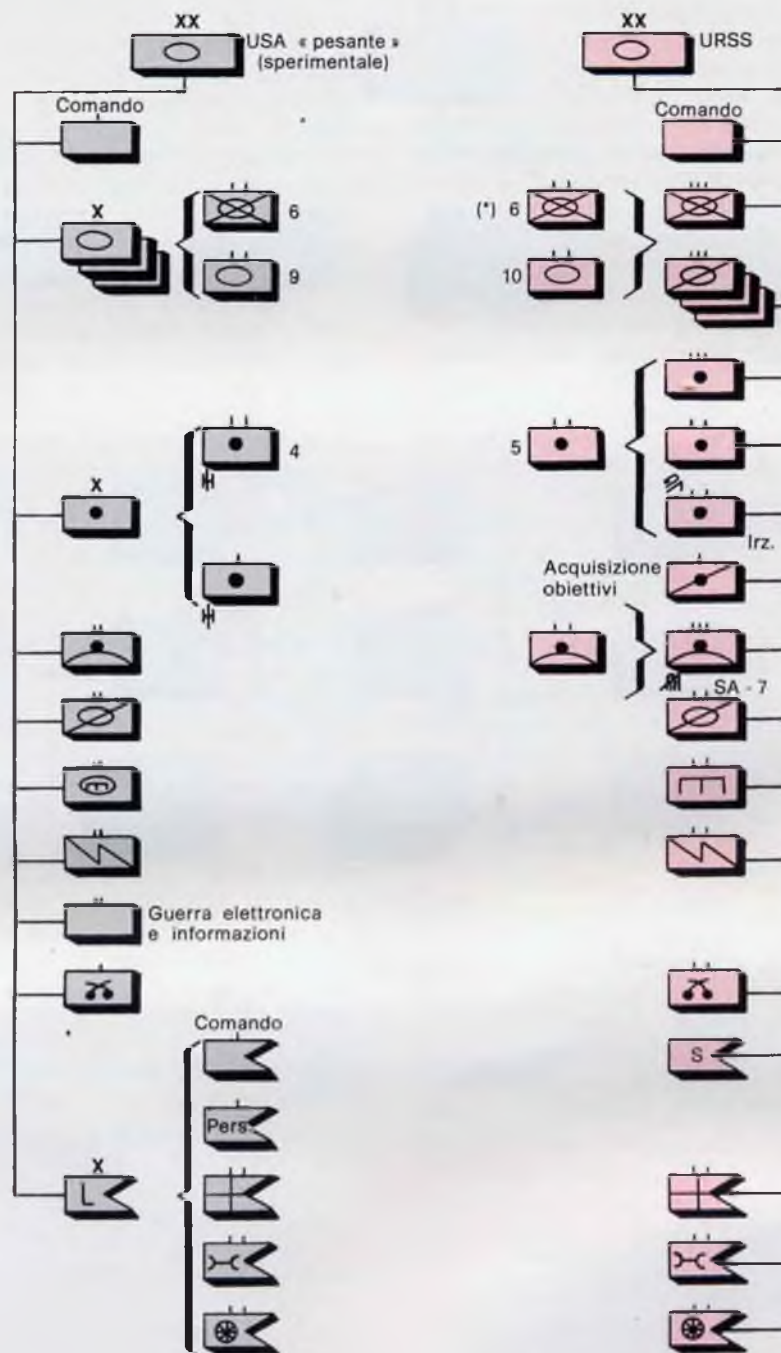 XX
USA « pesante »
(sperimentale)
XX
URSS
Comando
Comando
X
6
9
(*) 6
10
X
4
5
Irz.
Acquisizione
obiettivi
SA - 7
Guerra elettronica
e informazioni
Comando
S
Pers.
X
L